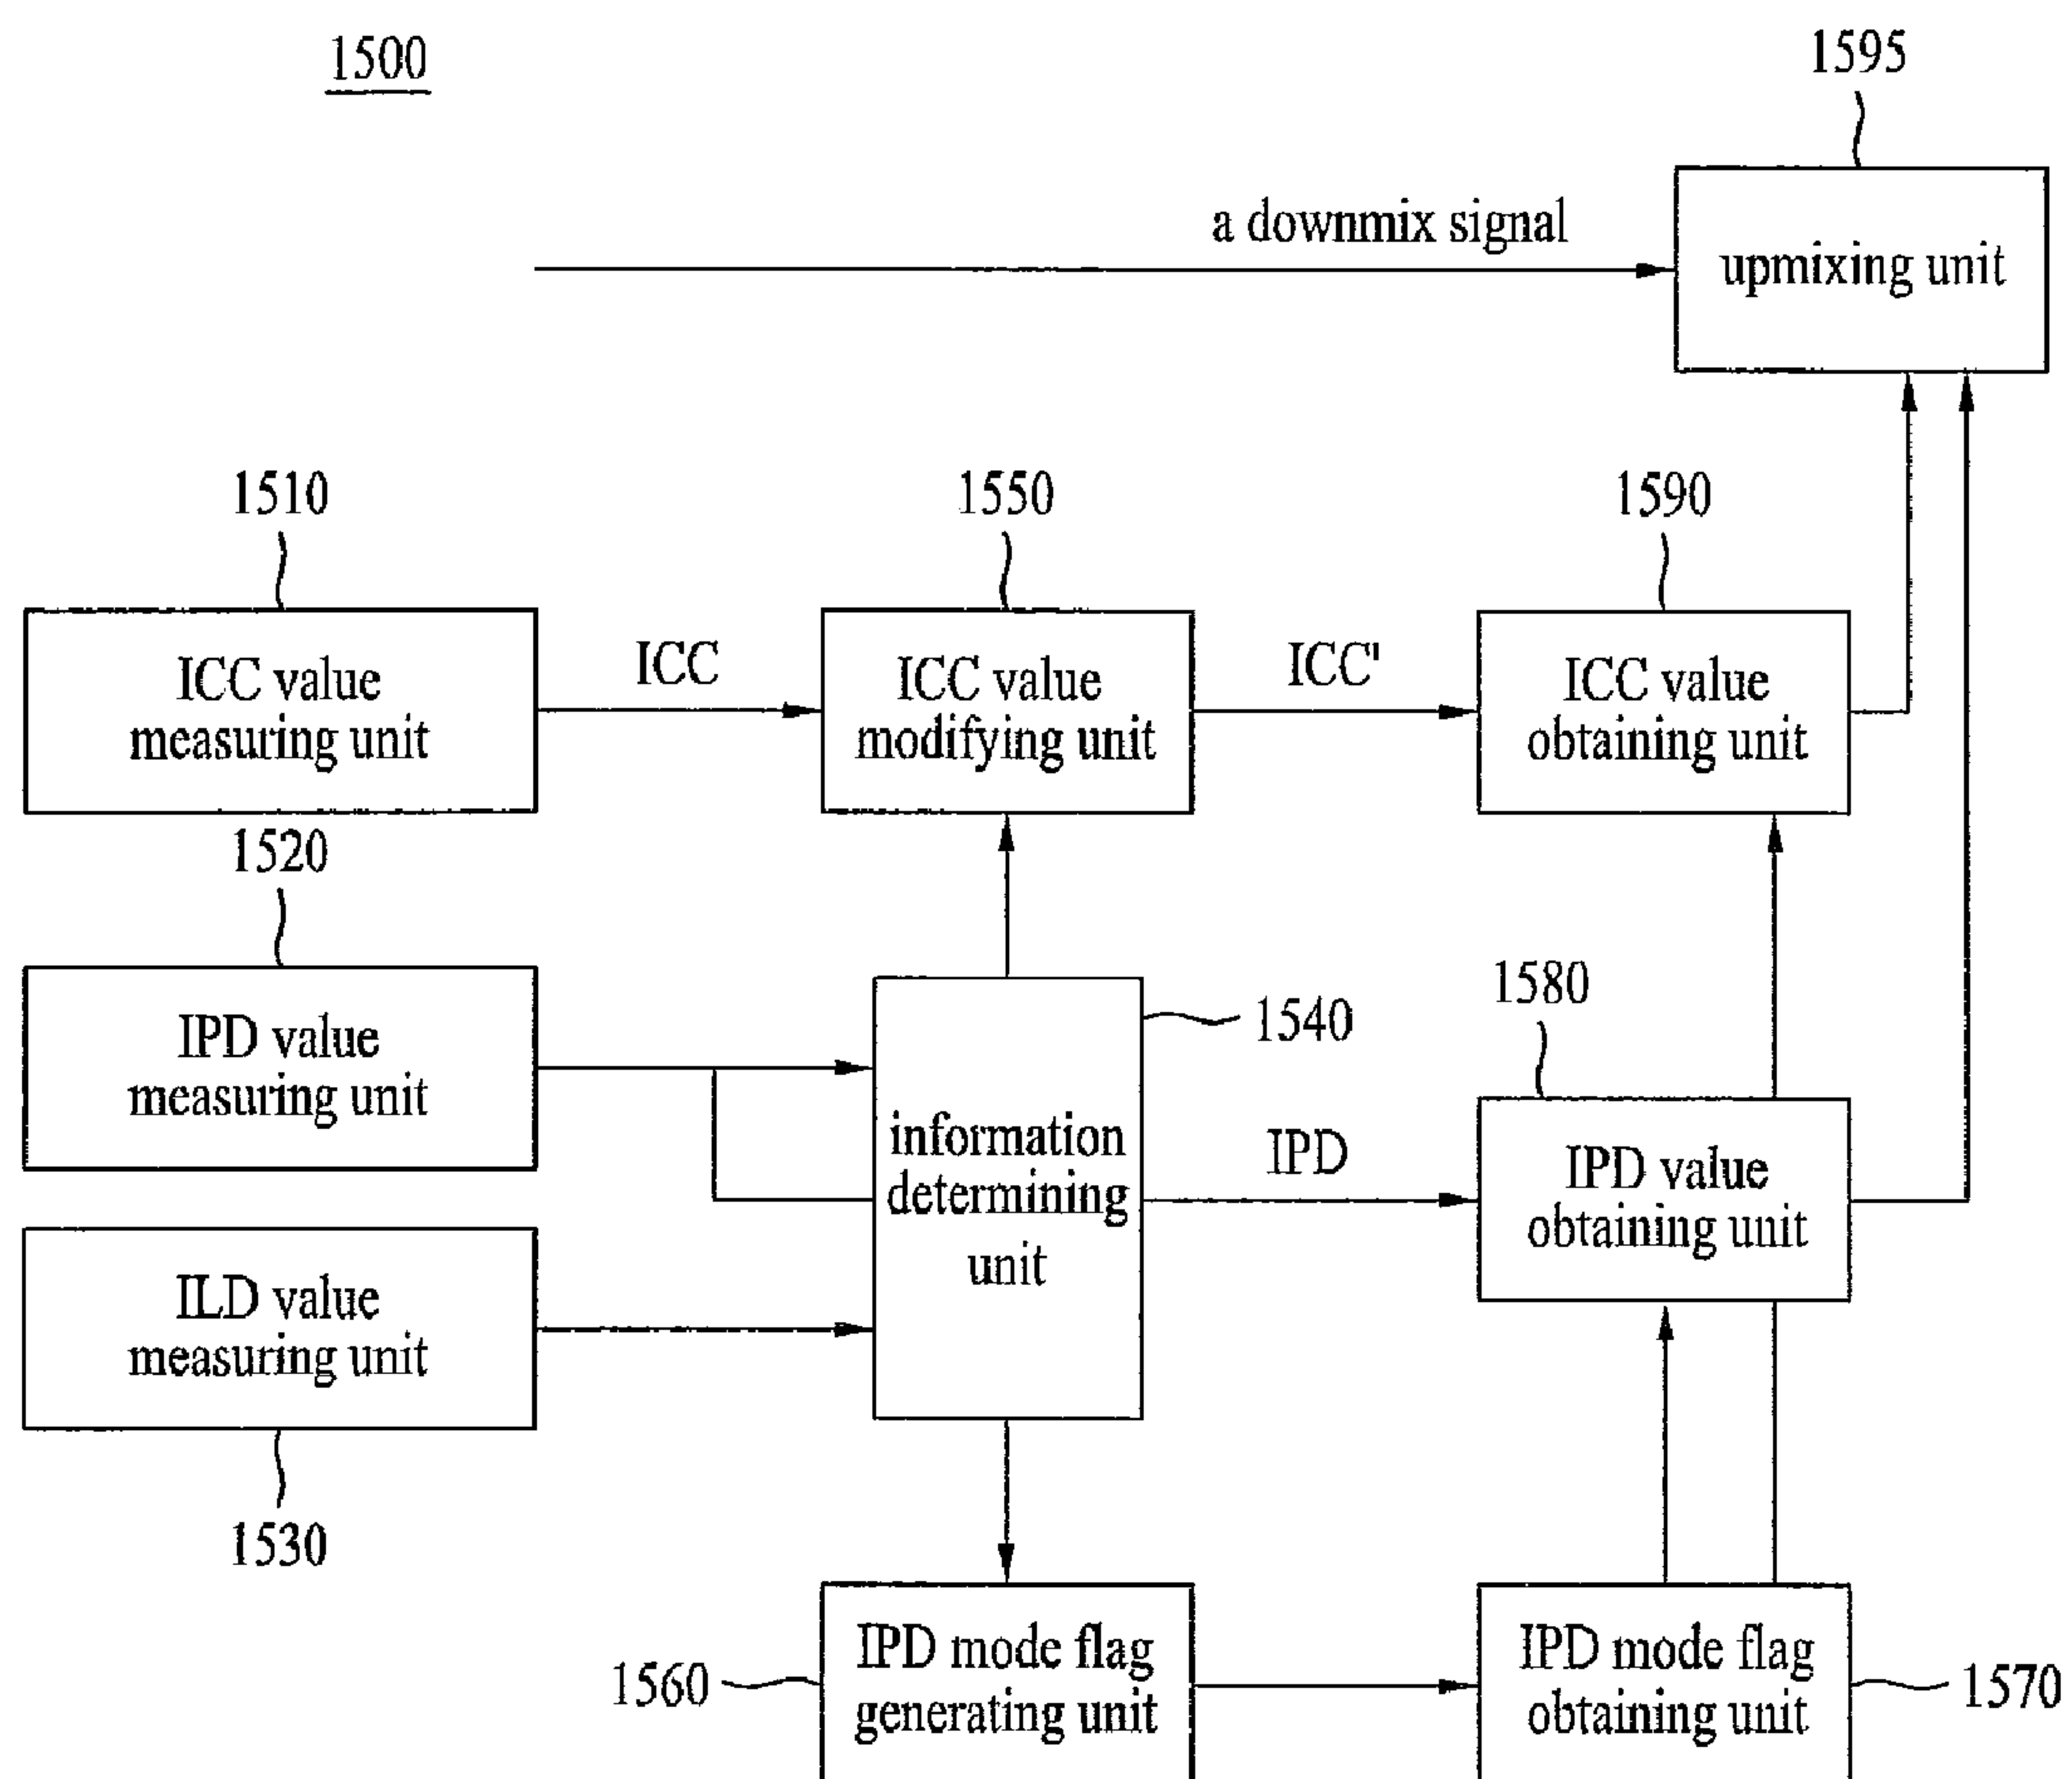 1500
1595
a downmix signal
upmixing unit
1510
1550
1590
ICC value
measuring unit
ICC
ICC value
modifying unit
ICC'
ICC value
obtaining unit
1520
IPD value
measuring unit
1540
1580
information
determining
unit
IPD
IPD value
obtaining unit
ILD value
measuring unit
1530
1560
IPD mode flag
generating unit
IPD mode flag
obtaining unit
1570